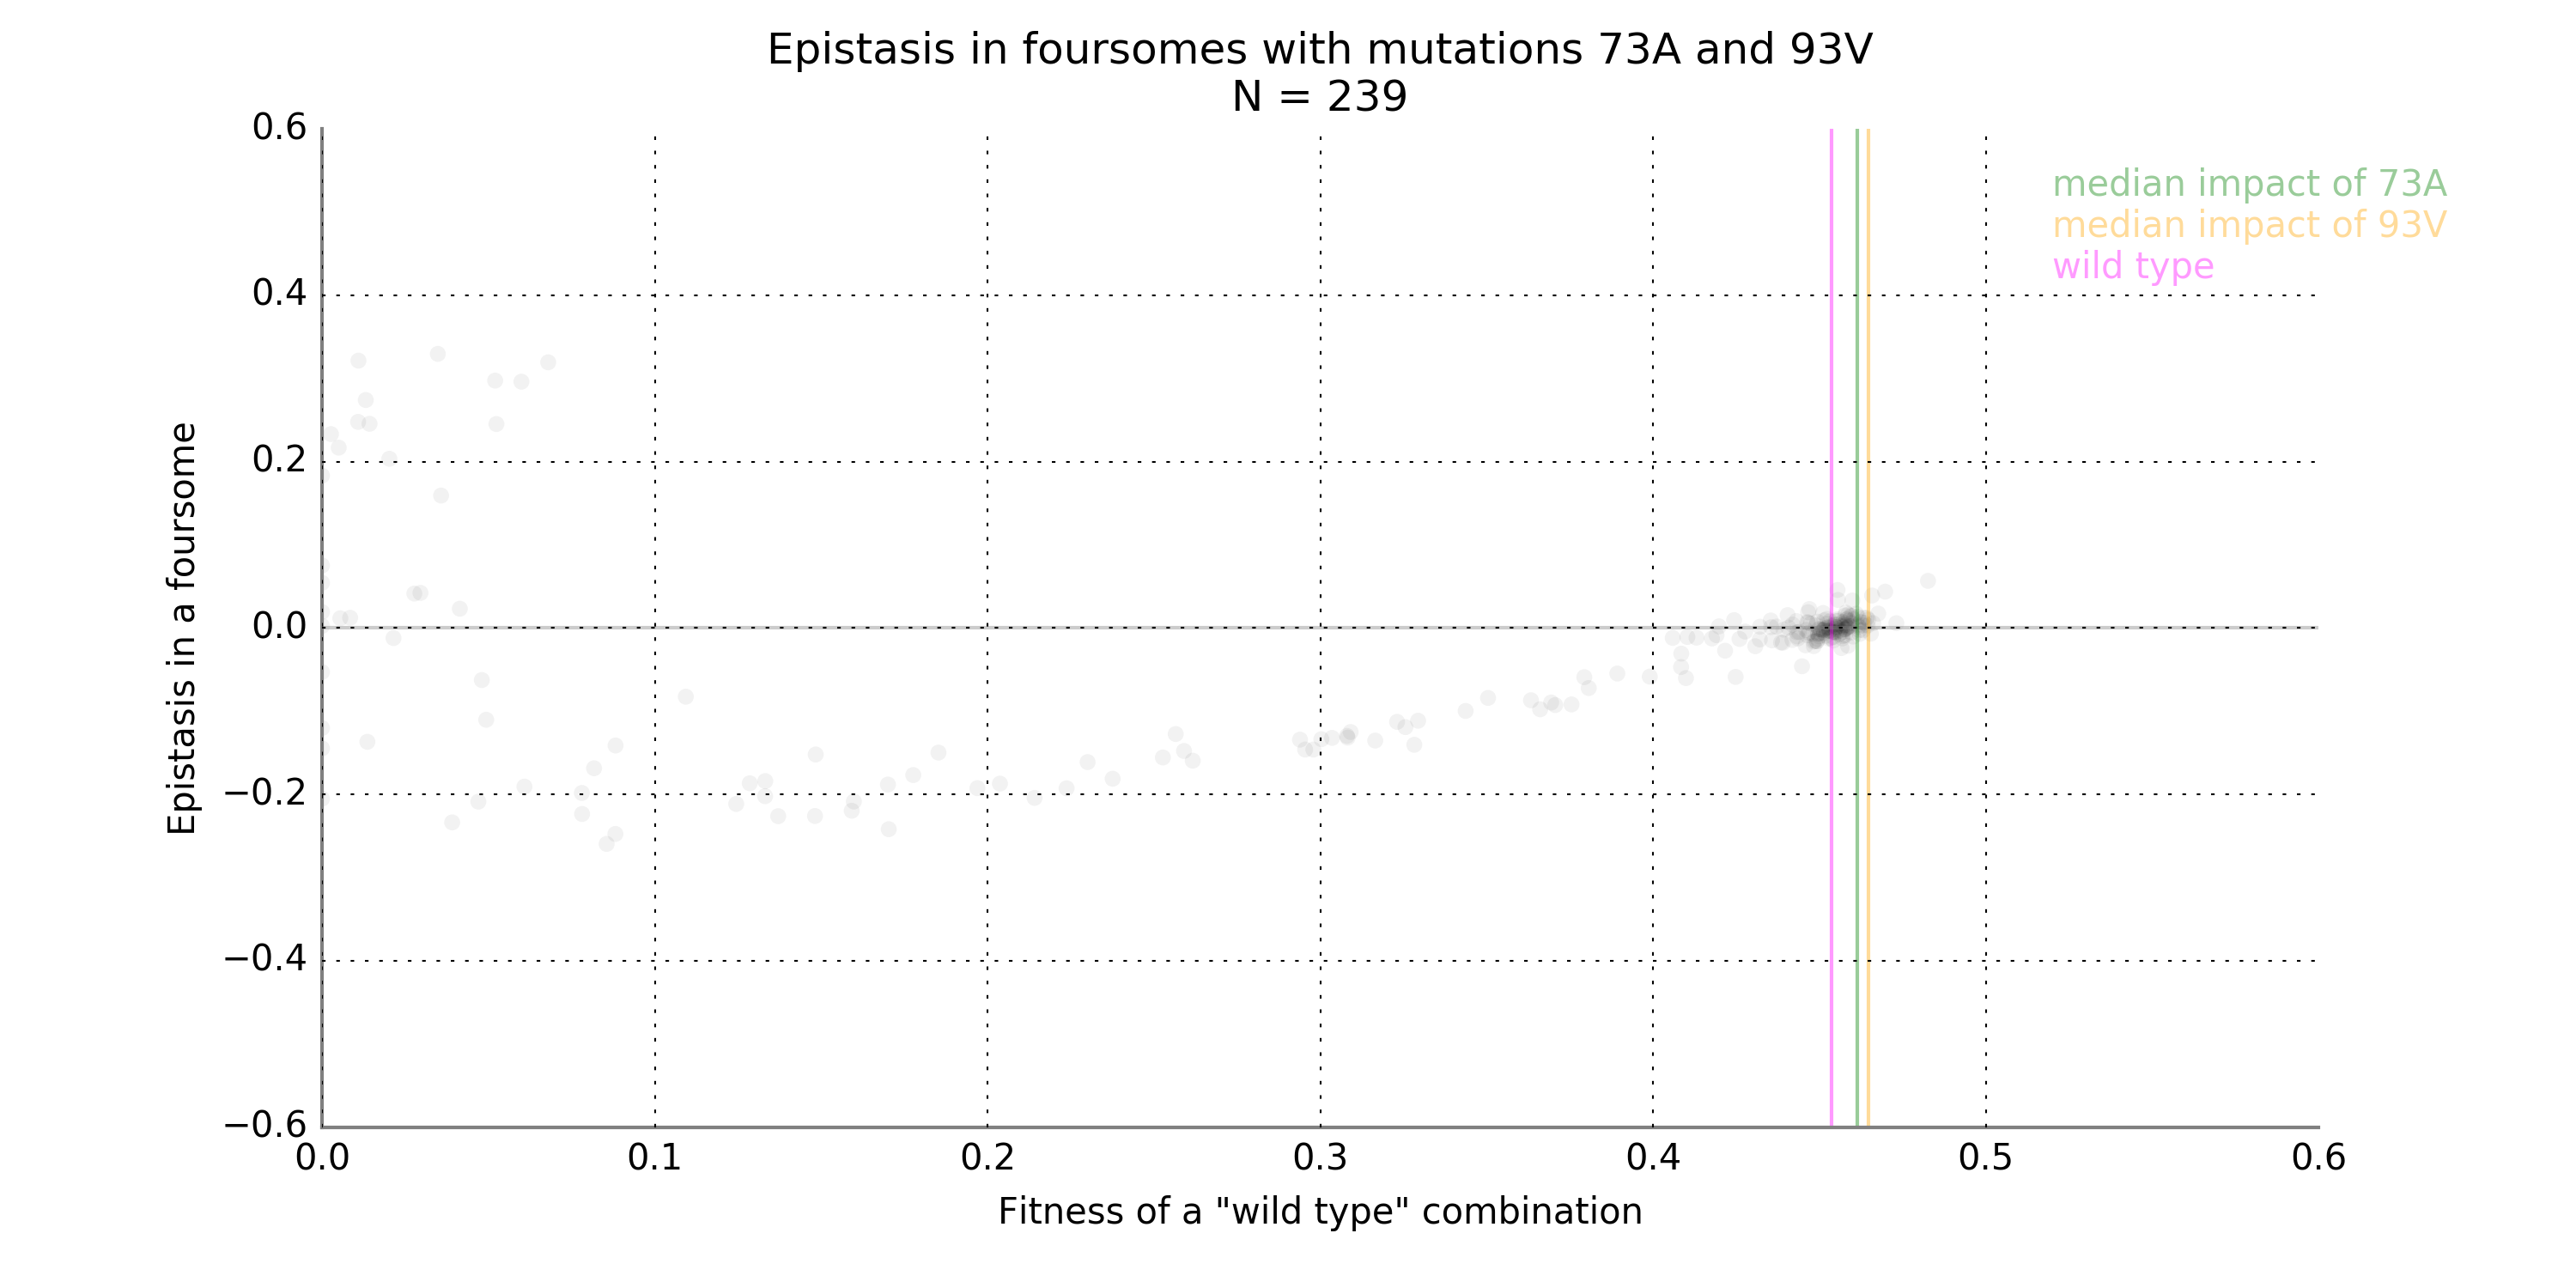 Epistasis in foursomes with mutations 73A and 93V
N = 239
0.6
0.4
0.2
0.0
−0.2
−0.4
−0.6
Epistasis in a foursome
median impact of 73A
median impact of 93V
wild type
0.0 0.1 0.2 0.3 0.4 0.5 0.6
Fitness of a "wild type" combination